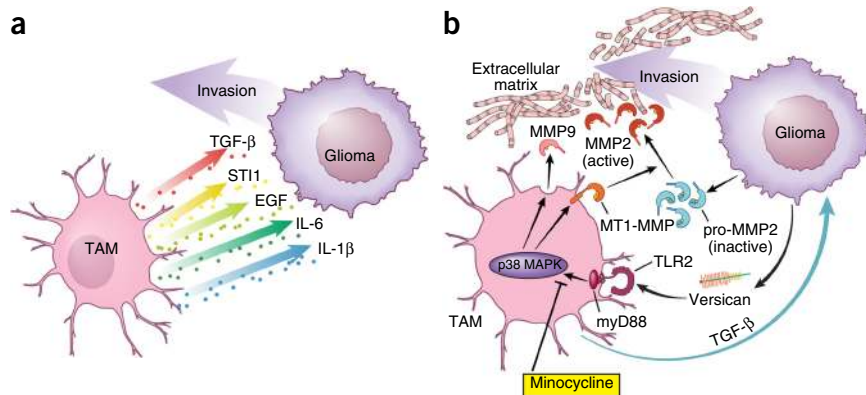 a
Invasion
Glioma
TGF-β
STI1
EGF
IL-6
IL-1β
TAM
b
Extracellular
matrix
Invasion
Glioma
MMP9
MMP2
(active)
MT1-MMP
pro-MMP2
(inactive)
p38 MAPK
TLR2
Versican
myD88
TAM
TGF-β
Minocycline